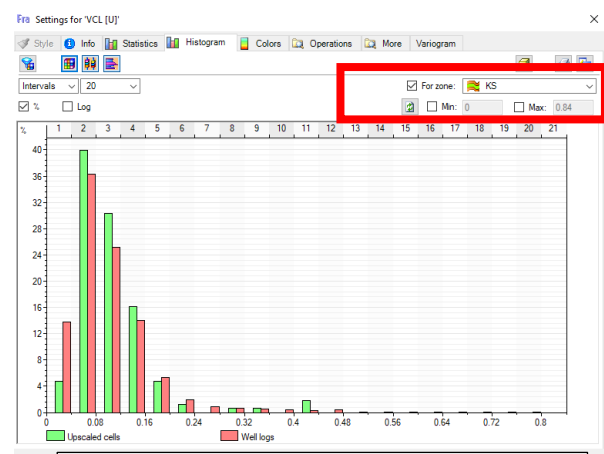 Fra Settings for 'VCL [U]'
Style Info Statistics Histogram Colors Operations More Variogram
Intervals 20 For zone: KS
% Log Min: 0 Max: 0.84
% 1 2 3 4 5 6 7 8 9 10 11 12 13 14 15 16 17 18 19 20 21
40
36
32
28
24
20
16
12
8
4
0
0 0.08 0.16 0.24 0.32 0.4 0.48 0.56 0.64 0.72 0.8
Upscaled cells Well logs